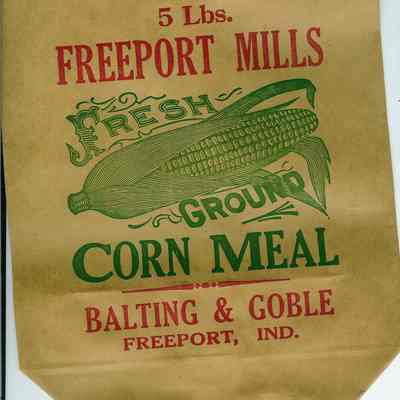 5 Lbs.
FREEPORT MILLS
FRESH
GROUND
CORN MEAL
BALTING & GOBLE
FREEPORT, IND.